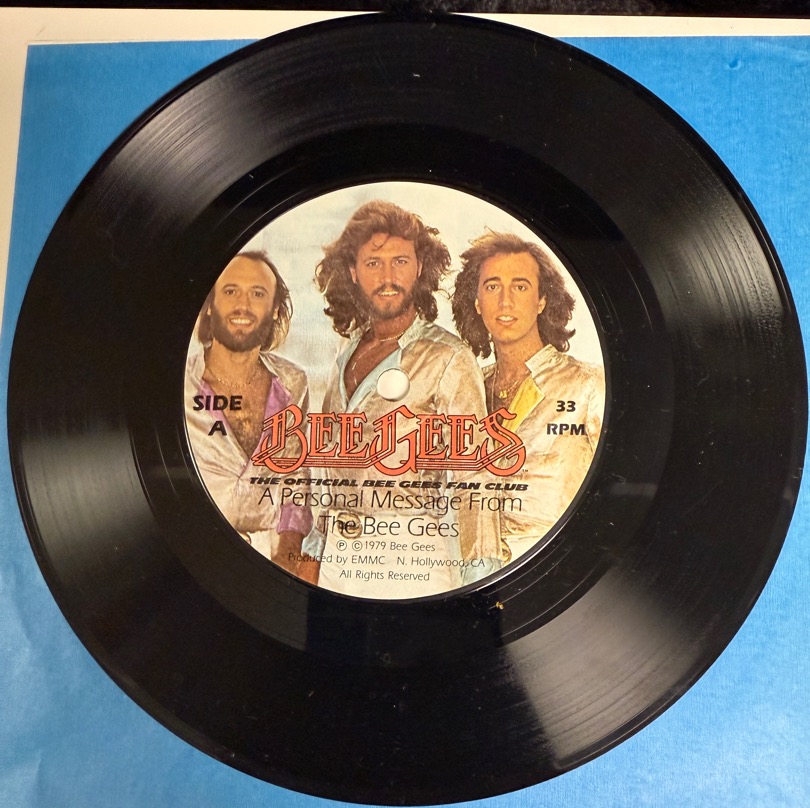 SIDE
A
33
RPM
BEE GEES
THE OFFICIAL BEE GEES FAN CLUB
A Personal Message From
The Bee Gees
℗ © 1979 Bee Gees
Produced by EMMC N. Hollywood, CA
All Rights Reserved